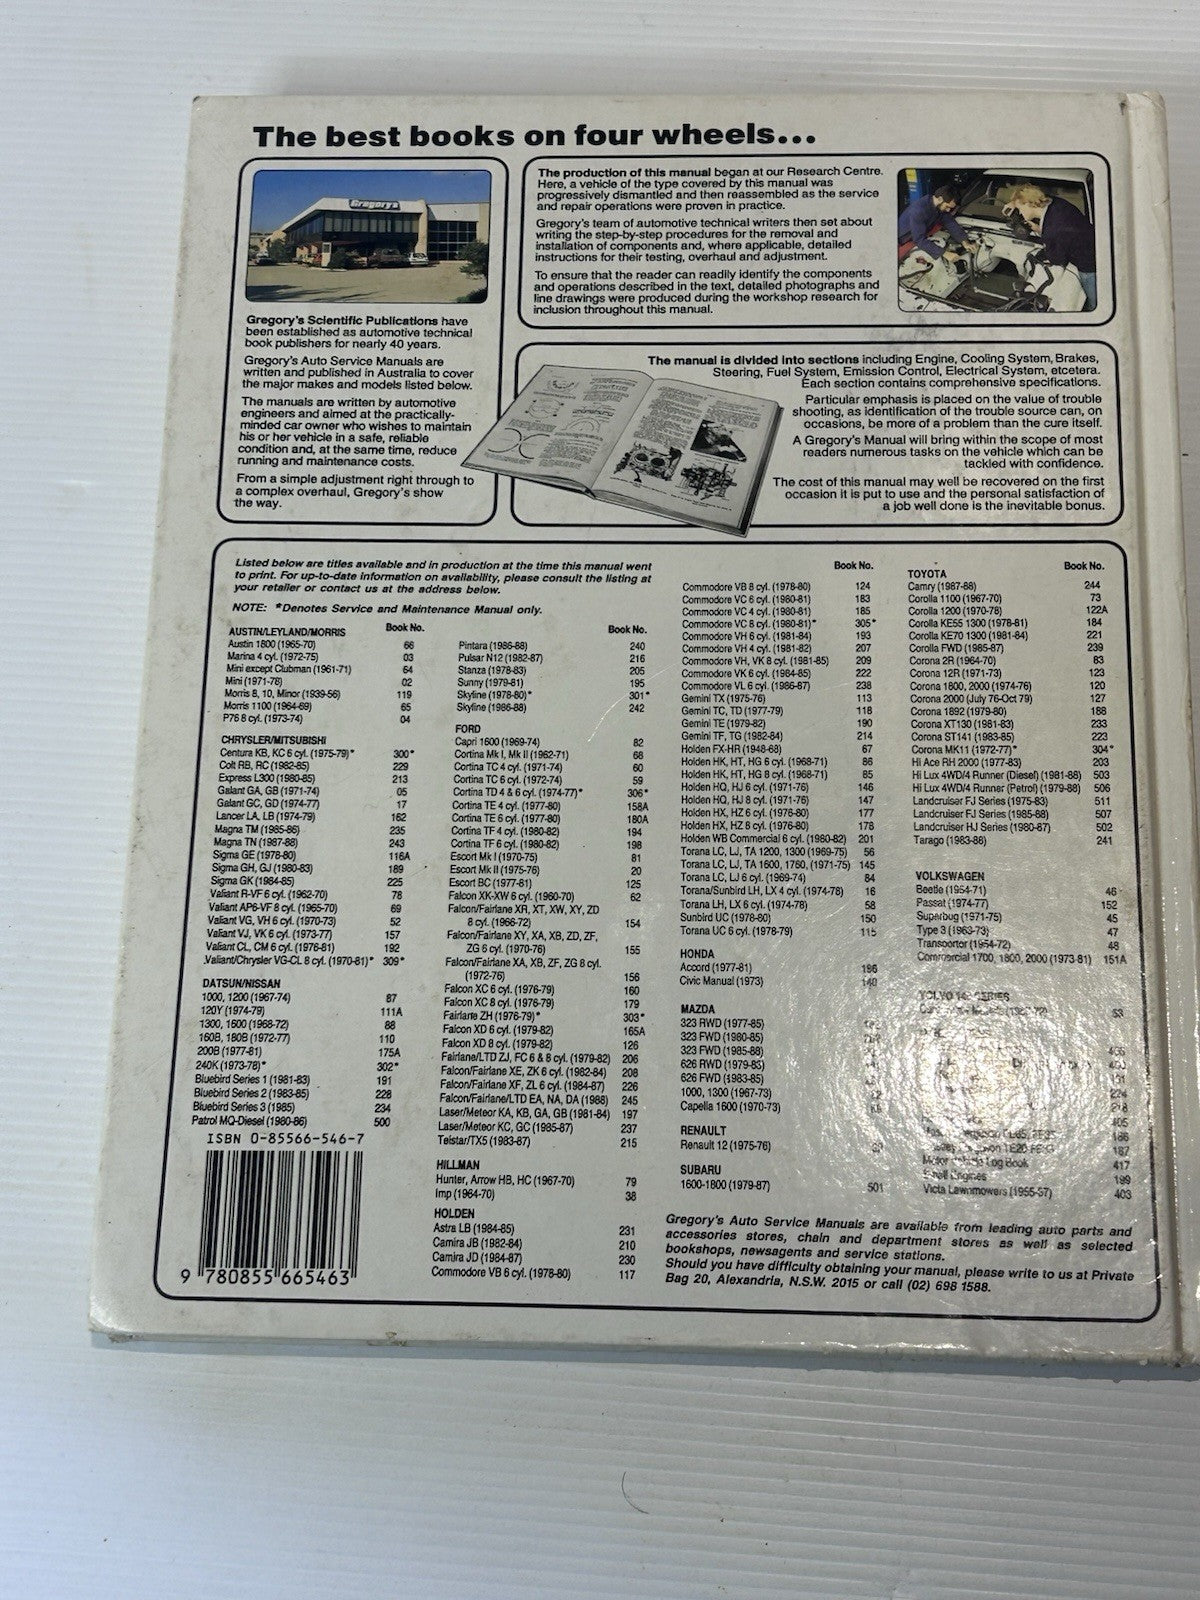 The best books on four wheels...
Gregory's
Gregory's Scientific Publications have
been established as automotive technical
book publishers for nearly 40 years.
Gregory's Auto Service Manuals are
written and published in Australia to cover
the major makes and models listed below.
The manuals are written by automotive
engineers and aimed at the practically-
minded car owner who wishes to maintain
his or her vehicle in a safe, reliable
condition and, at the same time, reduce
running and maintenance costs.
From a simple adjustment right through to
a complex overhaul, Gregory's show
the way.
The production of this manual began at our Research Centre.
Here, a vehicle of the type covered by this manual was
progressively dismantled and then reassembled as the service
and repair operations were proven in practice.
Gregory's team of automotive technical writers then set about
writing the step-by-step procedures for the removal and
installation of components and, where applicable, detailed
instructions for their testing, overhaul and adjustment.
To ensure that the reader can readily identify the components
and operations described in the text, detailed photographs and
line drawings were produced during the workshop research for
inclusion throughout this manual.
The manual is divided into sections including Engine, Cooling System, Brakes,
Steering, Fuel System, Emission Control, Electrical System, etcetera.
Each section contains comprehensive specifications.
Particular emphasis is placed on the value of trouble
shooting, as identification of the trouble source can, on
occasions, be more of a problem than the cure itself.
A Gregory's Manual will bring within the scope of most
readers numerous tasks on the vehicle which can be
tackled with confidence.
The cost of this manual may well be recovered on the first
occasion it is put to use and the personal satisfaction of
a job well done is the inevitable bonus.
Listed below are titles available and in production at the time this manual went
to print. For up-to-date information on availability, please consult the listing at
your retailer or contact us at the address below.
NOTE: *Denotes Service and Maintenance Manual only.
AUSTIN/LEYLAND/MORRIS Book No.
Austin 1800 (1965-70) 66
Marina 4 cyl. (1972-75) 03
Mini except Clubman (1961-71) 64
Mini (1971-78) 02
Morris 8, 10, Minor (1939-56) 119
Morris 1100 (1964-69) 65
P76 8 cyl. (1973-74) 04
CHRYSLER/MITSUBISHI
Centura KB, KC 6 cyl. (1975-79)* 300*
Colt RB, RC (1982-85) 229
Express L300 (1980-85) 213
Galant GA, GB (1971-74) 05
Galant GC, GD (1974-77) 17
Lancer LA, LB (1974-79) 162
Magna TM (1985-86) 235
Magna TN (1987-88) 243
Sigma GE (1978-80) 116A
Sigma GH, GJ (1980-83) 189
Sigma GK (1984-85) 225
Valiant R-VF 6 cyl. (1962-70) 78
Valiant AP6-VF 8 cyl. (1965-70) 69
Valiant VG, VH 6 cyl. (1970-73) 52
Valiant VJ, VK 6 cyl. (1973-77) 157
Valiant CL, CM 6 cyl. (1976-81) 192
Valiant/Chrysler VG-CL 8 cyl. (1970-81)* 309*
DATSUN/NISSAN
1000, 1200 (1967-74) 87
120Y (1974-79) 111A
1300, 1600 (1968-72) 88
160B, 180B (1972-77) 110
200B (1977-81) 175A
240K (1973-78)* 302*
Bluebird Series 1 (1981-83) 191
Bluebird Series 2 (1983-85) 228
Bluebird Series 3 (1985) 234
Patrol MQ-Diesel (1980-86) 500
ISBN 0-85566-546-7
9 780855 665463
Book No.
Pintara (1986-88) 240
Pulsar N12 (1982-87) 216
Stanza (1978-83) 205
Sunny (1979-81) 195
Skyline (1978-80)* 301*
Skyline (1986-88) 242
FORD
Capri 1600 (1969-74) 82
Cortina Mk I, Mk II (1962-71) 68
Cortina TC 4 cyl. (1971-74) 60
Cortina TC 6 cyl. (1972-74) 59
Cortina TD 4 & 6 cyl. (1974-77)* 306*
Cortina TE 4 cyl. (1977-80) 158A
Cortina TE 6 cyl. (1977-80) 180A
Cortina TF 4 cyl. (1980-82) 194
Cortina TF 6 cyl. (1980-82) 198
Escort Mk I (1970-75) 81
Escort Mk II (1975-76) 20
Escort BC (1977-81) 125
Falcon XK-XW 6 cyl. (1960-70) 62
Falcon/Fairlane XR, XT, XW, XY, ZD
8 cyl. (1966-72) 154
Falcon/Fairlane XY, XA, XB, ZD, ZF,
ZG 6 cyl. (1970-76) 155
Falcon/Fairlane XA, XB, ZF, ZG 8 cyl.
(1972-76) 156
Falcon XC 6 cyl. (1976-79) 160
Falcon XC 8 cyl. (1976-79) 179
Fairlane ZH (1976-79)* 303*
Falcon XD 6 cyl. (1979-82) 165A
Falcon XD 8 cyl. (1979-82) 126
Fairlane/LTD ZJ, FC 6 & 8 cyl. (1979-82) 206
Falcon/Fairlane XE, ZK 6 cyl. (1982-84) 208
Falcon/Fairlane XF, ZL 6 cyl. (1984-87) 226
Falcon/Fairlane/LTD EA, NA, DA (1988) 245
Laser/Meteor KA, KB, GA, GB (1981-84) 197
Laser/Meteor KC, GC (1985-87) 237
Telstar/TX5 (1983-87) 215
HILLMAN
Hunter, Arrow HB, HC (1967-70) 79
Imp (1964-70) 38
HOLDEN
Astra LB (1984-85) 231
Camira JB (1982-84) 210
Camira JD (1984-87) 230
Commodore VB 6 cyl. (1978-80) 117
Book No.
Commodore VB 8 cyl. (1978-80) 124
Commodore VC 6 cyl. (1980-81) 183
Commodore VC 4 cyl. (1980-81) 185
Commodore VC 8 cyl. (1980-81)* 305*
Commodore VH 6 cyl. (1981-84) 193
Commodore VH 4 cyl. (1981-82) 207
Commodore VH, VK 8 cyl. (1981-85) 209
Commodore VK 6 cyl. (1984-85) 222
Commodore VL 6 cyl. (1986-87) 238
Gemini TX (1975-76) 113
Gemini TC, TD (1977-79) 118
Gemini TE (1979-82) 190
Gemini TF, TG (1982-84) 214
Holden FX-HR (1948-68) 67
Holden HK, HT, HG 6 cyl. (1968-71) 86
Holden HK, HT, HG 8 cyl. (1968-71) 85
Holden HQ, HJ 6 cyl. (1971-76) 146
Holden HQ, HJ 8 cyl. (1971-76) 147
Holden HX, HZ 6 cyl. (1976-80) 177
Holden HX, HZ 8 cyl. (1976-80) 178
Holden WB Commercial 6 cyl. (1980-82) 201
Torana LC, LJ, TA 1200, 1300 (1969-75) 56
Torana LC, LJ, TA 1600, 1760, (1971-75) 145
Torana LC, LJ 6 cyl. (1969-74) 84
Torana/Sunbird LH, LX 4 cyl. (1974-78) 16
Torana LH, LX 6 cyl. (1974-78) 58
Sunbird UC (1978-80) 150
Torana UC 6 cyl. (1978-79) 115
HONDA
Accord (1977-81) 186
Civic Manual (1973) 140
MAZDA
323 RWD (1977-85)
323 FWD (1980-85)
323 FWD (1985-88)
626 RWD (1979-83)
626 FWD (1983-85)
1000, 1300 (1967-73)
Capella 1600 (1970-73)
RENAULT
Renault 12 (1975-76)
SUBARU
1600-1800 (1979-87) 501
TOYOTA Book No.
Camry (1987-88) 244
Corolla 1100 (1967-70) 73
Corolla 1200 (1970-78) 122A
Corolla KE55 1300 (1978-81) 184
Corolla KE70 1300 (1981-84) 221
Corolla FWD (1985-87) 239
Corona 2R (1964-70) 83
Corona 12R (1971-73) 123
Corona 1800, 2000 (1974-76) 120
Corona 2000 (July 76-Oct 79) 127
Corona 1892 (1979-80) 188
Corona XT130 (1981-83) 233
Corona ST141 (1983-85) 223
Corona MK11 (1972-77)* 304*
Hi Ace RH 2000 (1977-83) 203
Hi Lux 4WD/4 Runner (Diesel) (1981-88) 503
Hi Lux 4WD/4 Runner (Petrol) (1979-88) 506
Landcruiser FJ Series (1975-83) 511
Landcruiser FJ Series (1985-88) 507
Landcruiser HJ Series (1980-87) 502
Tarago (1983-88) 241
VOLKSWAGEN
Beetle (1954-71) 46
Passat (1974-77) 152
Superbug (1971-75) 45
Type 3 (1963-73) 47
Transporter (1954-72) 48
Commercial 1700, 1800, 2000 (1973-81) 151A
SERIES
53
224
218
405
186
187
Log Book 417
Engines 199
Victa Lawnmowers (1955-57) 403
Gregory's Auto Service Manuals are available from leading auto parts and
accessories stores, chain and department stores as well as selected
bookshops, newsagents and service stations.
Should you have difficulty obtaining your manual, please write to us at Private
Bag 20, Alexandria, N.S.W. 2015 or call (02) 698 1588.